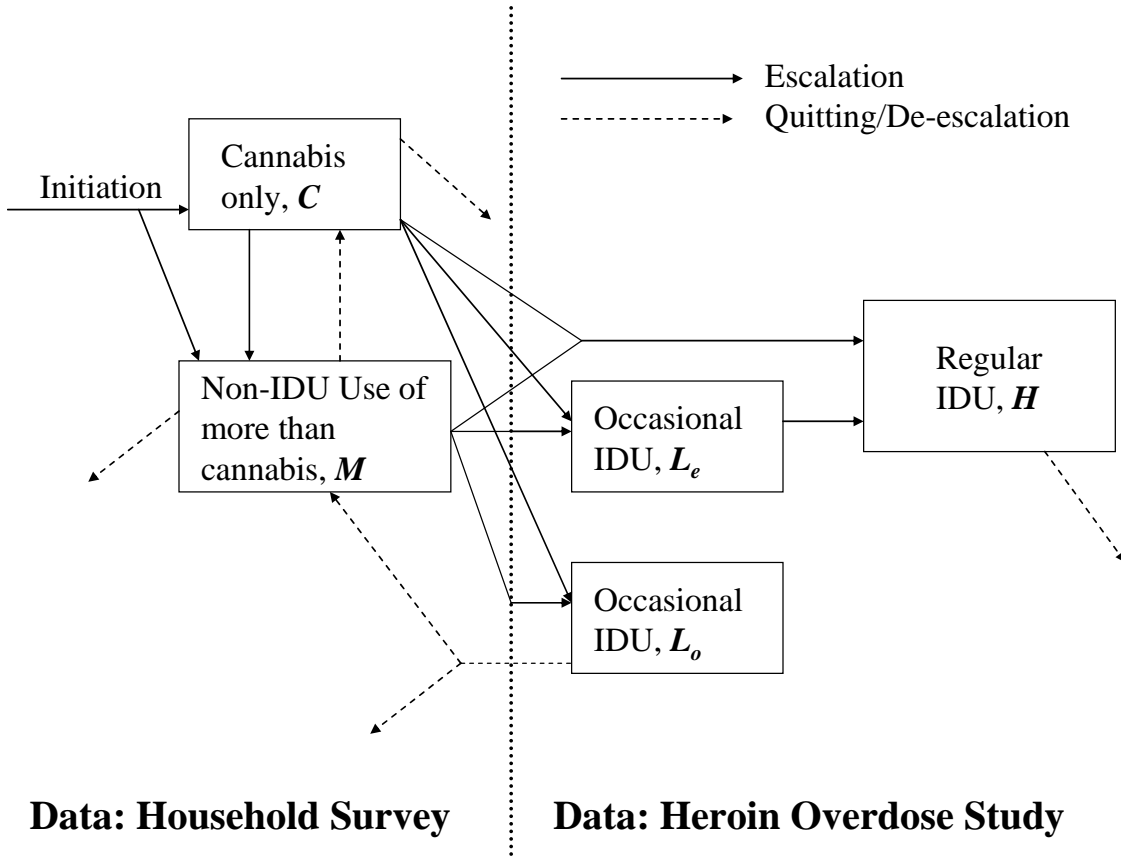 Escalation
Quitting/De-escalation
Initiation
Cannabis
only, C
Non-IDU Use of
more than
cannabis, M
Occasional
IDU, Lₑ
Regular
IDU, H
Occasional
IDU, Lₒ
Data: Household Survey
Data: Heroin Overdose Study